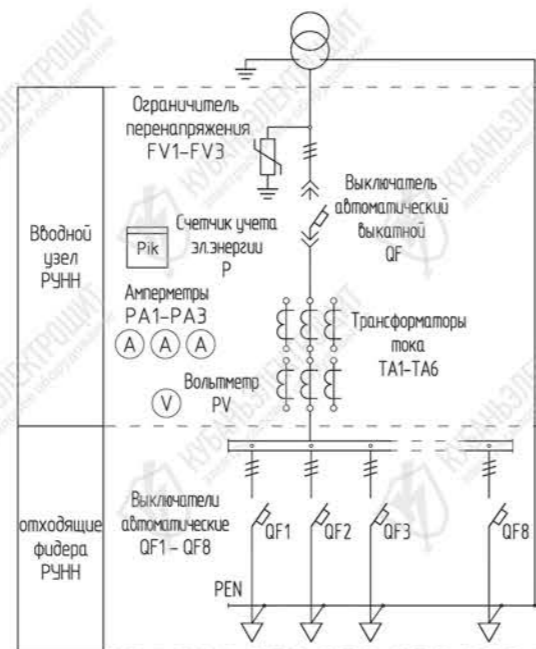 Ограничитель
перенапряжения
FV1-FV3
Выключатель
автоматический
выкатной
QF
Вводной
узел
РУНН
Счетчик учета
эл.энергии
P
Pik
Амперметры
PA1-PA3
A A A
Трансформаторы
тока
TA1-TA6
Вольтметр
PV
V
отходящие
фидера
РУНН
Выключатели
автоматические
QF1 - QF8
QF1 QF2 QF3 QF8
PEN
КУБАНЬЭЛЕКТРОЩИТ